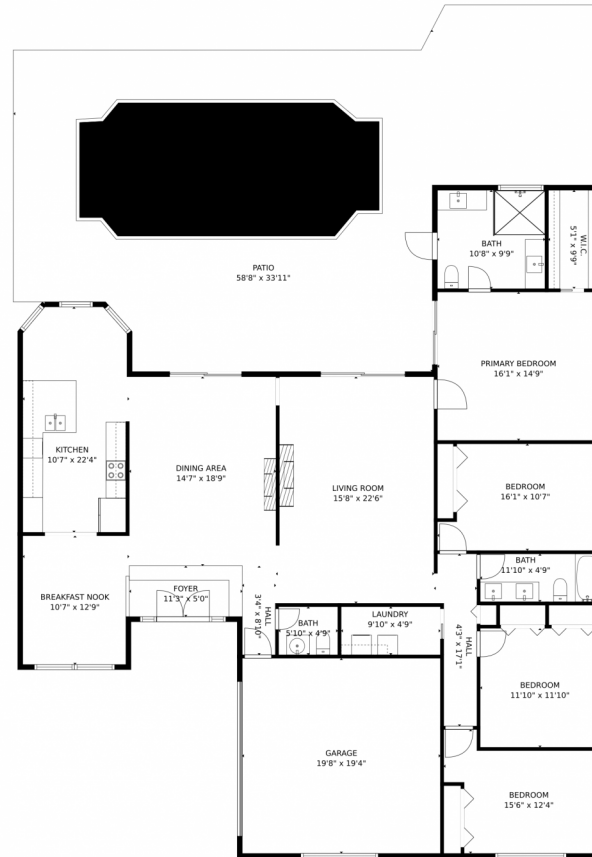 BATH
10'8" x 9'9"
W.I.C.
5'1" x 9'9"
PATIO
58'8" x 33'11"
PRIMARY BEDROOM
16'1" x 14'9"
KITCHEN
10'7" x 22'4"
DINING AREA
14'7" x 18'9"
LIVING ROOM
15'8" x 22'6"
BEDROOM
16'1" x 10'7"
BATH
11'10" x 4'9"
BREAKFAST NOOK
10'7" x 12'9"
FOYER
11'3" x 5'0"
HALL
3'4" x 8'10"
BATH
5'10" x 4'9"
LAUNDRY
9'10" x 4'9"
HALL
4'3" x 17'1"
BEDROOM
11'10" x 11'10"
GARAGE
19'8" x 19'4"
BEDROOM
15'6" x 12'4"